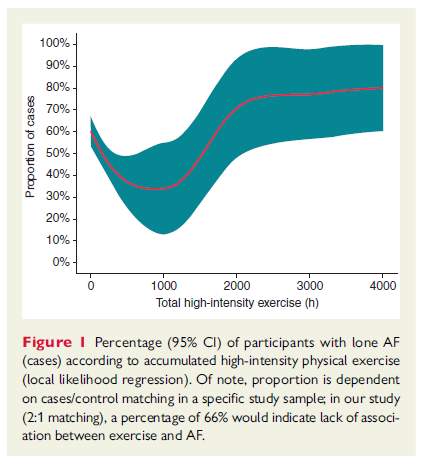 100%
90%
80%
70%
60%
50%
40%
30%
20%
10%
0%
Proportion of cases
0 1000 2000 3000 4000
Total high-intensity exercise (h)
Figure 1 Percentage (95% CI) of participants with lone AF
(cases) according to accumulated high-intensity physical exercise
(local likelihood regression). Of note, proportion is dependent
on cases/control matching in a specific study sample; in our study
(2:1 matching), a percentage of 66% would indicate lack of associ-
ation between exercise and AF.